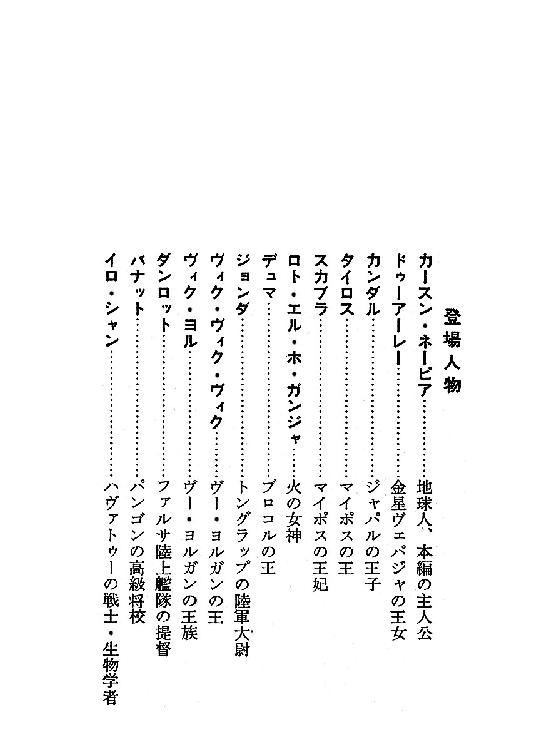 登場人物
カースン・ネーピア…………地球人、本編の主人公
ドゥーアーレー…………金星ヴェパジャの王女
カンダル…………ジャパルの王子
タイロス…………マイポスの王
スカブラ…………マイポスの王妃
ロト・エル・ホ・ガンジャ……火の女神
デュマ…………ブロコルの王
ジョンダ…………トングラップの陸軍大尉
ヴィク・ヴィク・ヴィク……ヴー・ヨルガンの王
ヴィク・ヨル…………ヴー・ヨルガンの王族
ダンロット…………ファルサ陸上艦隊の提督
バナット…………パンゴンの高級将校
イロ・シャン…………ハヴァトゥーの戦士・生物学者